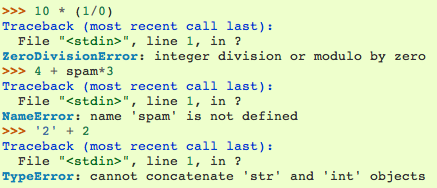 >>> 10 * (1/0)
Traceback (most recent call last):
  File "<stdin>", line 1, in ?
ZeroDivisionError: integer division or modulo by zero
>>> 4 + spam*3
Traceback (most recent call last):
  File "<stdin>", line 1, in ?
NameError: name 'spam' is not defined
>>> '2' + 2
Traceback (most recent call last):
  File "<stdin>", line 1, in ?
TypeError: cannot concatenate 'str' and 'int' objects